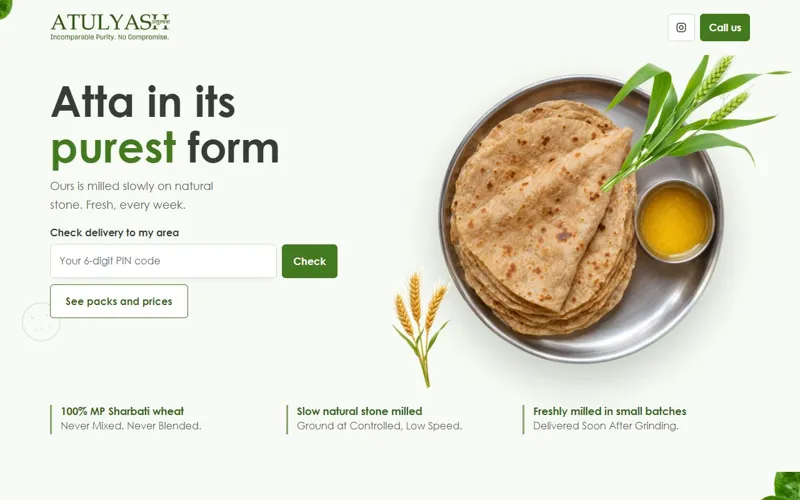 ATULYASH
Incomparable Purity. No Compromise.
Call us
Atta in its
purest form
Ours is milled slowly on natural
stone. Fresh, every week.
Check delivery to my area
Your 6-digit PIN code
Check
See packs and prices
100% MP Sharbati wheat
Never Mixed. Never Blended.
Slow natural stone milled
Ground at Controlled, Low Speed.
Freshly milled in small batches
Delivered Soon After Grinding.